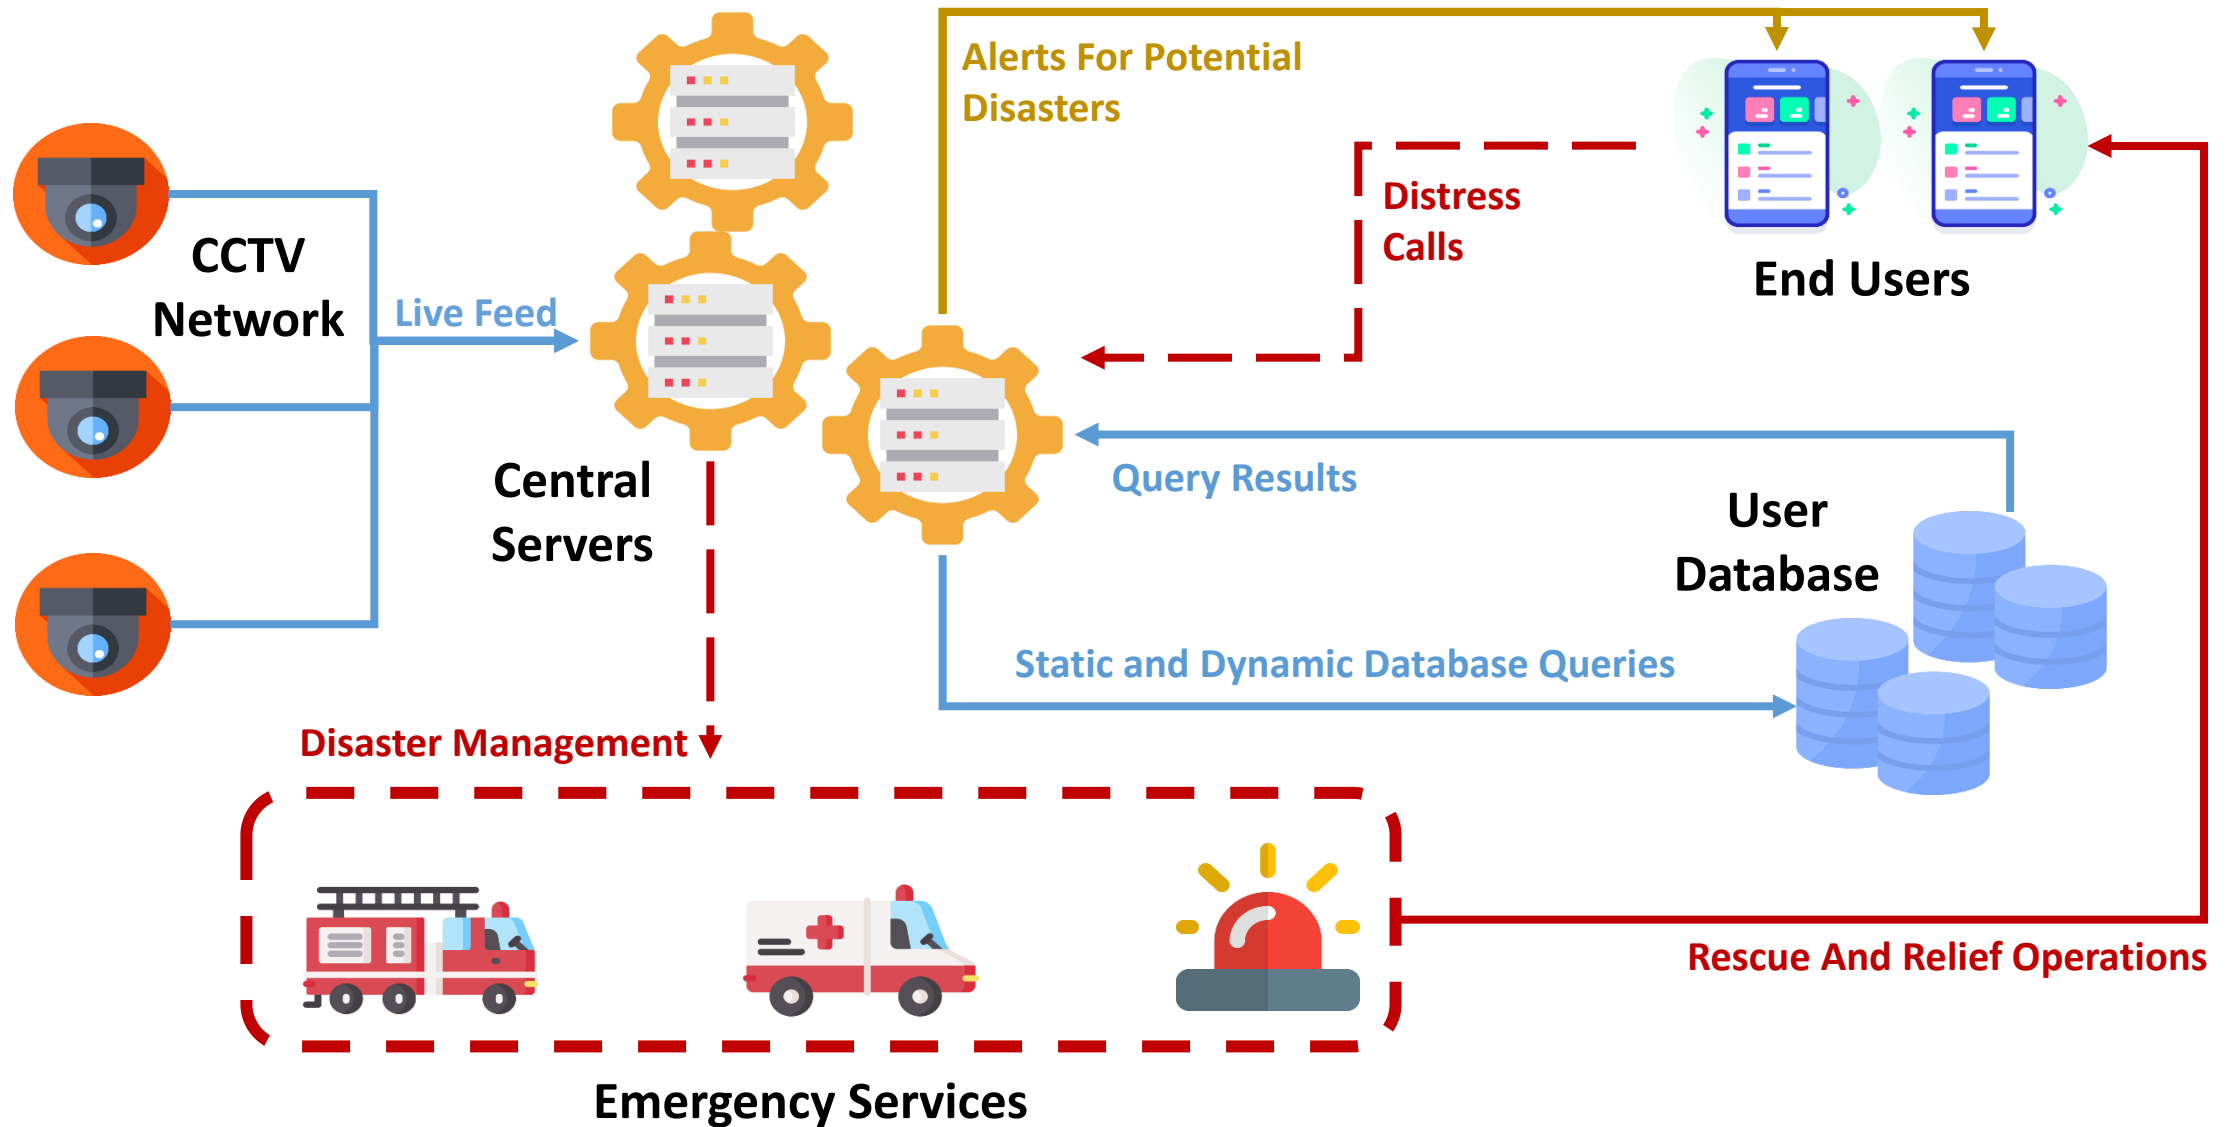 Alerts For Potential
Disasters
Distress
Calls
CCTV
Network
Live Feed
End Users
Central
Servers
Query Results
User
Database
Static and Dynamic Database Queries
Disaster Management
Rescue And Relief Operations
Emergency Services